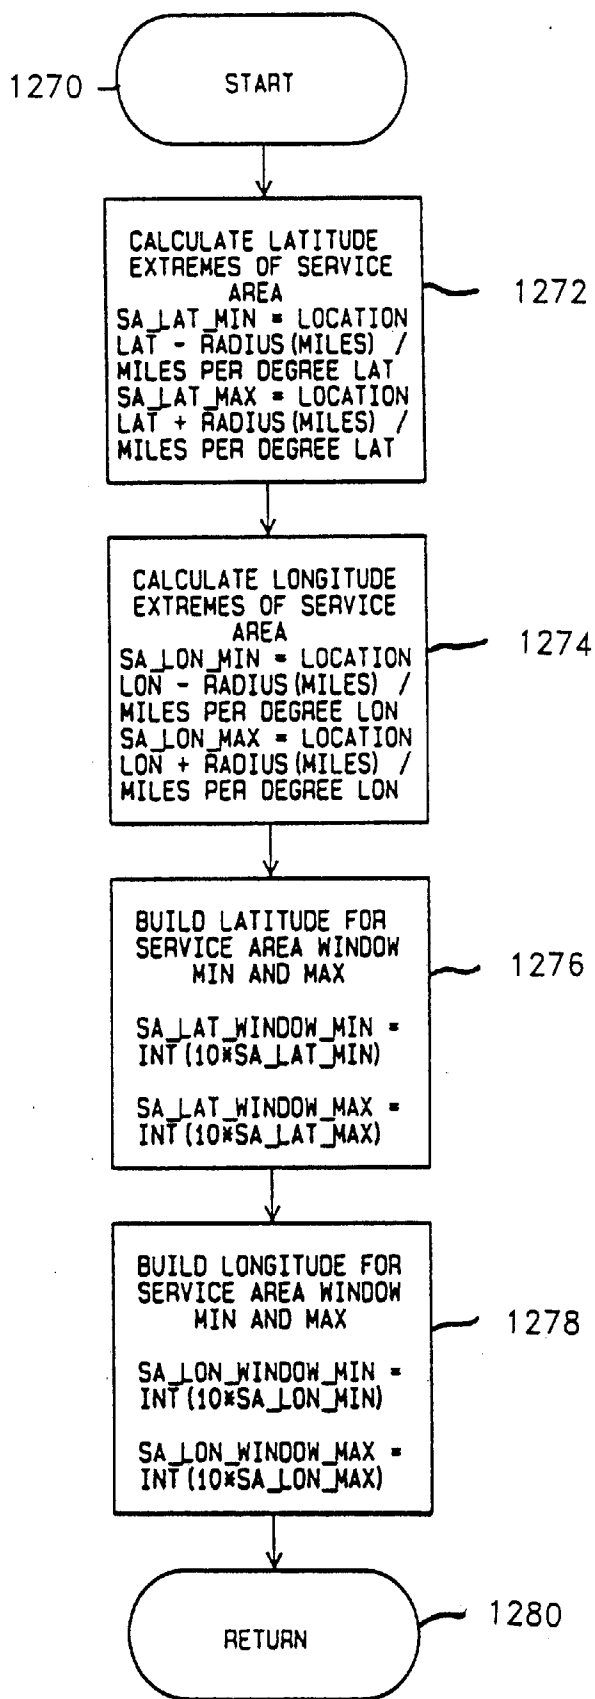 1270
START
CALCULATE LATITUDE
EXTREMES OF SERVICE
AREA
SA_LAT_MIN = LOCATION
LAT - RADIUS(MILES) /
MILES PER DEGREE LAT
SA_LAT_MAX = LOCATION
LAT + RADIUS(MILES) /
MILES PER DEGREE LAT
1272
CALCULATE LONGITUDE
EXTREMES OF SERVICE
AREA
SA_LON_MIN = LOCATION
LON - RADIUS(MILES) /
MILES PER DEGREE LON
SA_LON_MAX = LOCATION
LON + RADIUS(MILES) /
MILES PER DEGREE LON
1274
BUILD LATITUDE FOR
SERVICE AREA WINDOW
MIN AND MAX
SA_LAT_WINDOW_MIN =
INT(10*SA_LAT_MIN)
SA_LAT_WINDOW_MAX =
INT(10*SA_LAT_MAX)
1276
BUILD LONGITUDE FOR
SERVICE AREA WINDOW
MIN AND MAX
SA_LON_WINDOW_MIN =
INT(10*SA_LON_MIN)
SA_LON_WINDOW_MAX =
INT(10*SA_LON_MAX)
1278
RETURN
1280